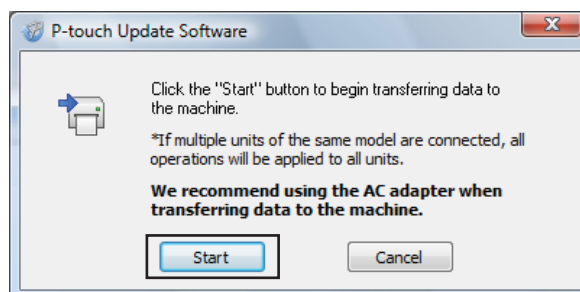 P-touch Update Software
Click the "Start" button to begin transferring data to
the machine.
*If multiple units of the same model are connected, all
operations will be applied to all units.
We recommend using the AC adapter when
transferring data to the machine.
Start
Cancel